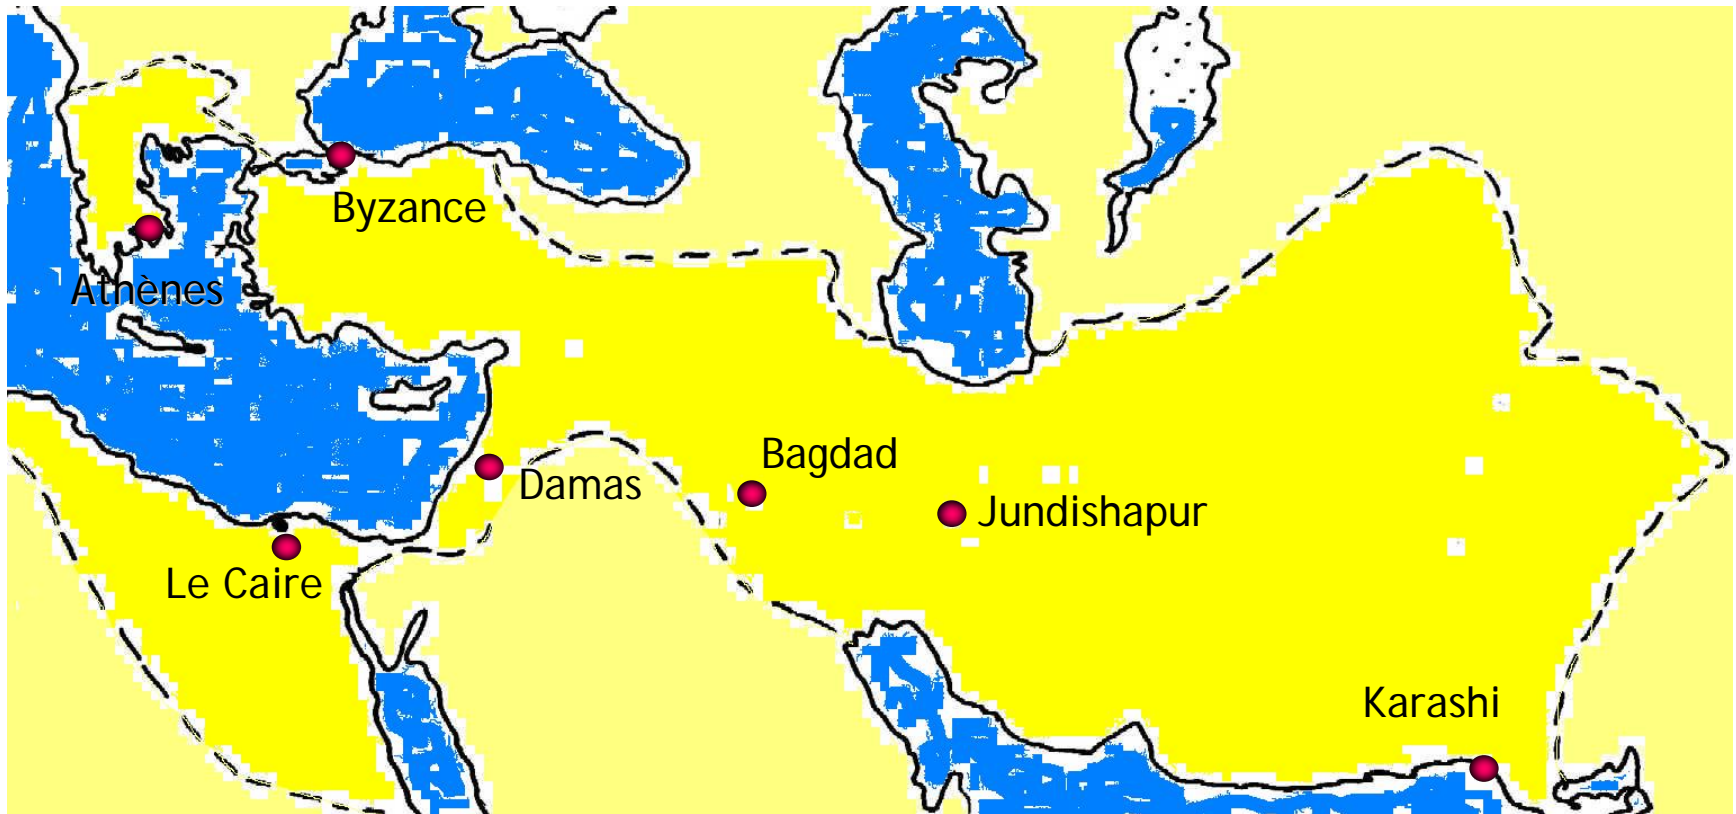 Byzance
Athènes
Bagdad
Damas
Jundishapur
Le Caire
Karashi